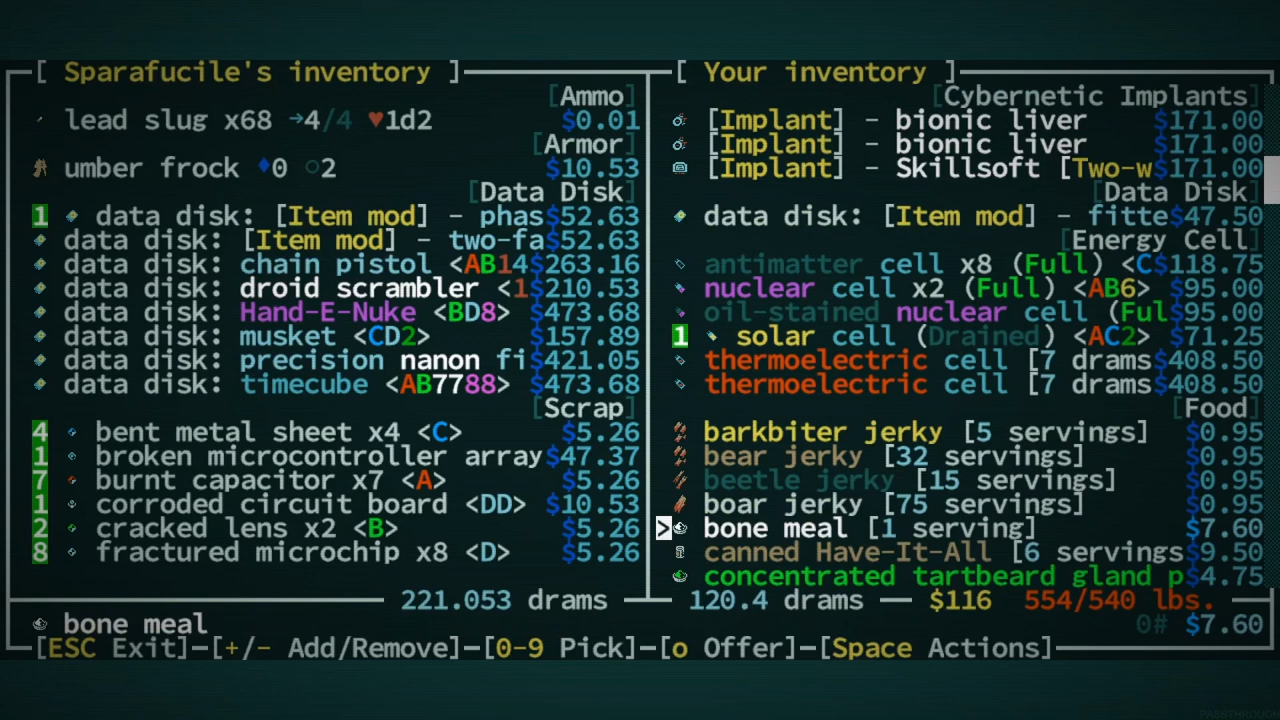 [ Sparafucile's inventory ]
[Ammo]
lead slug x68 →4/4 ♥1d2 $0.01
[Armor]
umber frock ♦0 ○2 $10.53
[Data Disk]
1 data disk: [Item mod] - phas$52.63
data disk: [Item mod] - two-fa$52.63
data disk: chain pistol <AB14$263.16
data disk: droid scrambler <1$210.53
data disk: Hand-E-Nuke <BD8> $473.68
data disk: musket <CD2> $157.89
data disk: precision nanon fi$421.05
data disk: timecube <AB7788> $473.68
[Scrap]
4 bent metal sheet x4 <C> $5.26
1 broken microcontroller array$47.37
7 burnt capacitor x7 <A> $5.26
1 corroded circuit board <DD> $10.53
2 cracked lens x2 <B> $5.26
8 fractured microchip x8 <D> $5.26
221.053 drams
[ Your inventory ]
[Cybernetic Implants]
[Implant] - bionic liver $171.00
[Implant] - bionic liver $171.00
[Implant] - Skillsoft [Two-w$171.00
[Data Disk]
data disk: [Item mod] - fitte$47.50
[Energy Cell]
antimatter cell x8 (Full) <C$118.75
nuclear cell x2 (Full) <AB6> $95.00
oil-stained nuclear cell (Ful$95.00
1 solar cell (Drained) <AC2> $71.25
thermoelectric cell [7 drams$408.50
thermoelectric cell [7 drams$408.50
[Food]
barkbiter jerky [5 servings] $0.95
bear jerky [32 servings] $0.95
beetle jerky [15 servings] $0.95
boar jerky [75 servings] $0.95
> bone meal [1 serving] $7.60
canned Have-It-All [6 servings$9.50
concentrated tartbeard gland p$4.75
120.4 drams $116 554/540 lbs.
bone meal 0# $7.60
[ESC Exit]-[+/- Add/Remove]-[0-9 Pick]-[o Offer]-[Space Actions]